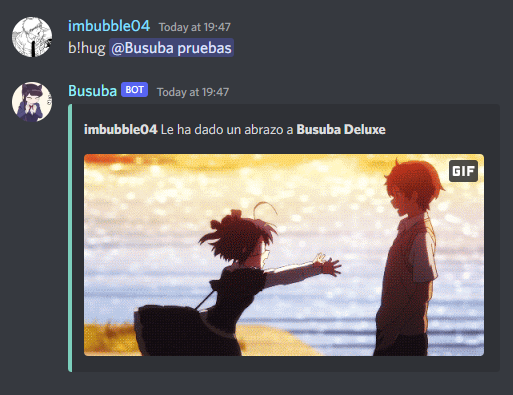 imbubble04 Today at 19:47
b!hug @Busuba pruebas
Busuba BOT Today at 19:47
imbubble04 Le ha dado un abrazo a Busuba Deluxe
GIF